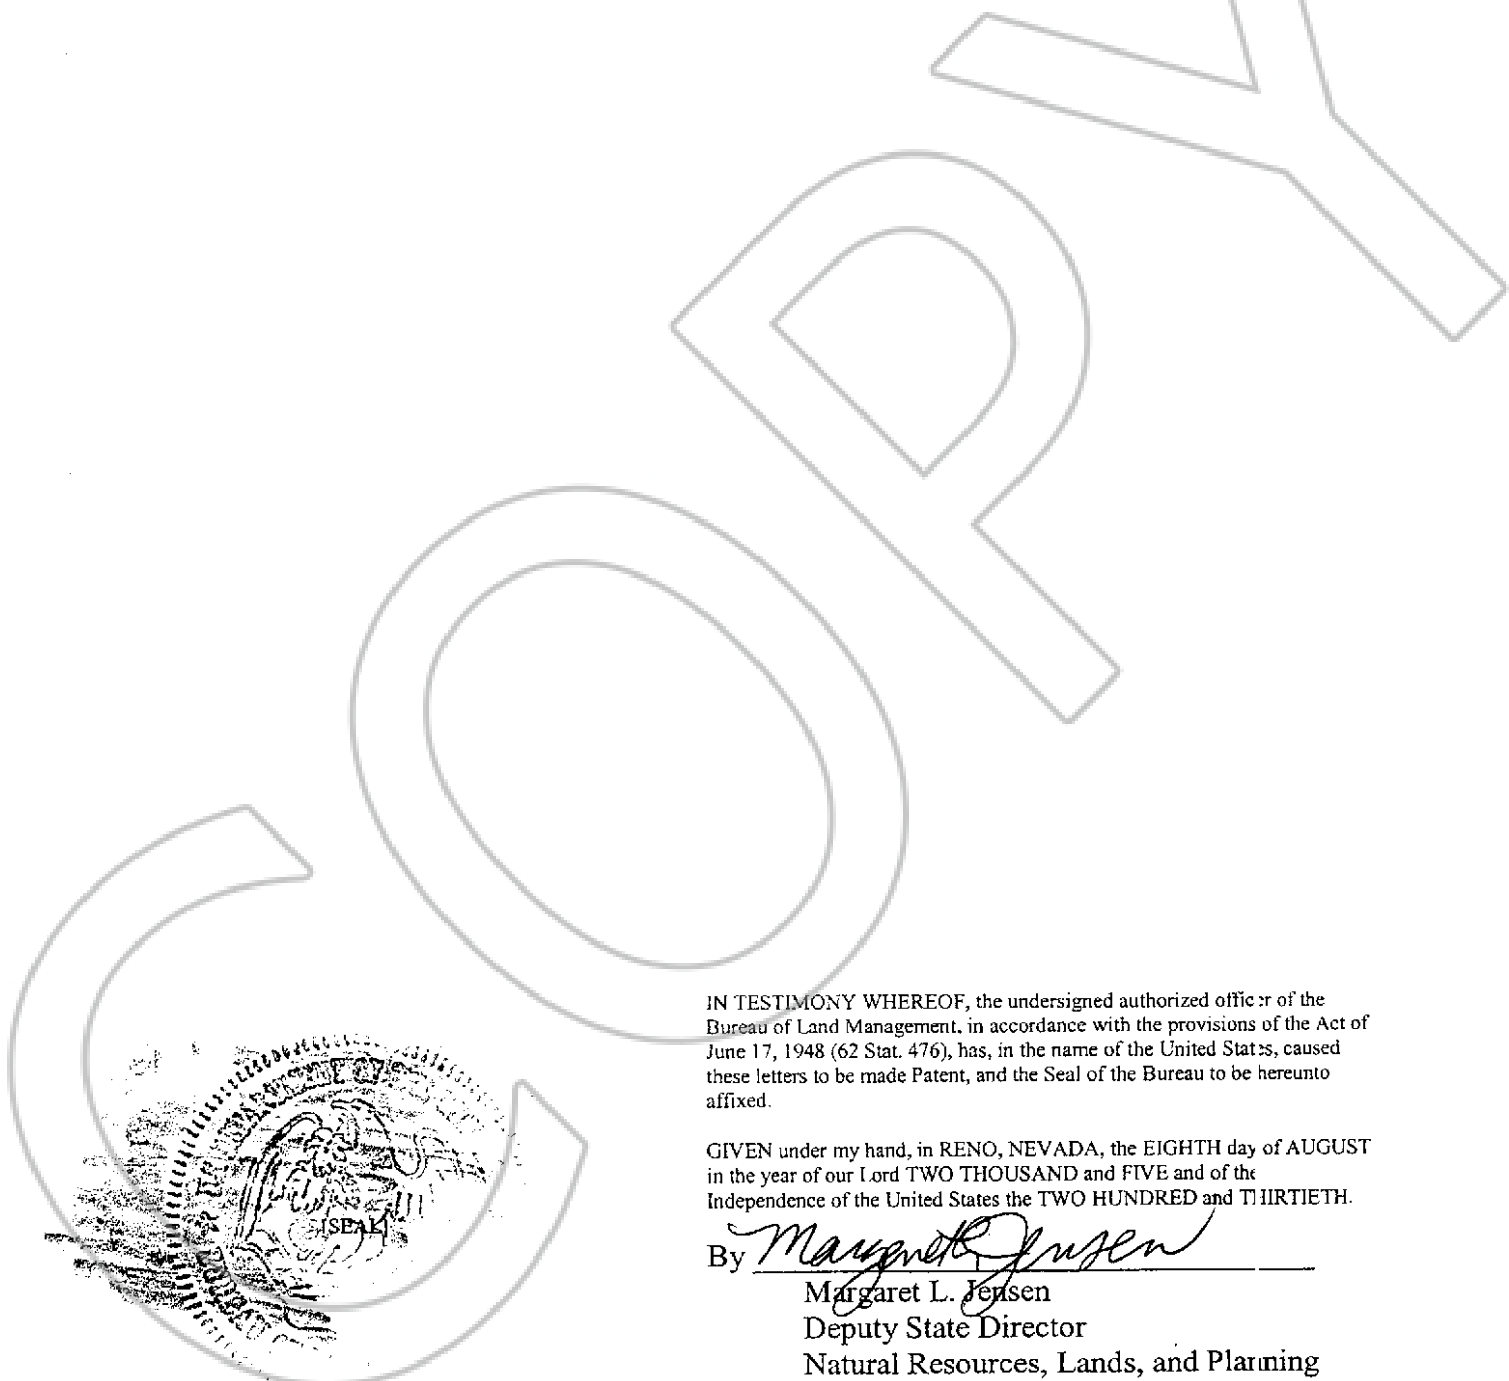 COPY
IN TESTIMONY WHEREOF, the undersigned authorized officer of the
Bureau of Land Management, in accordance with the provisions of the Act of
June 17, 1948 (62 Stat. 476), has, in the name of the United States, caused
these letters to be made Patent, and the Seal of the Bureau to be hereunto
affixed.
GIVEN under my hand, in RENO, NEVADA, the EIGHTH day of AUGUST
in the year of our Lord TWO THOUSAND and FIVE and of the
Independence of the United States the TWO HUNDRED and THIRTIETH.
[SEAL]
By Margaret Jensen
Margaret L. Jensen
Deputy State Director
Natural Resources, Lands, and Planning